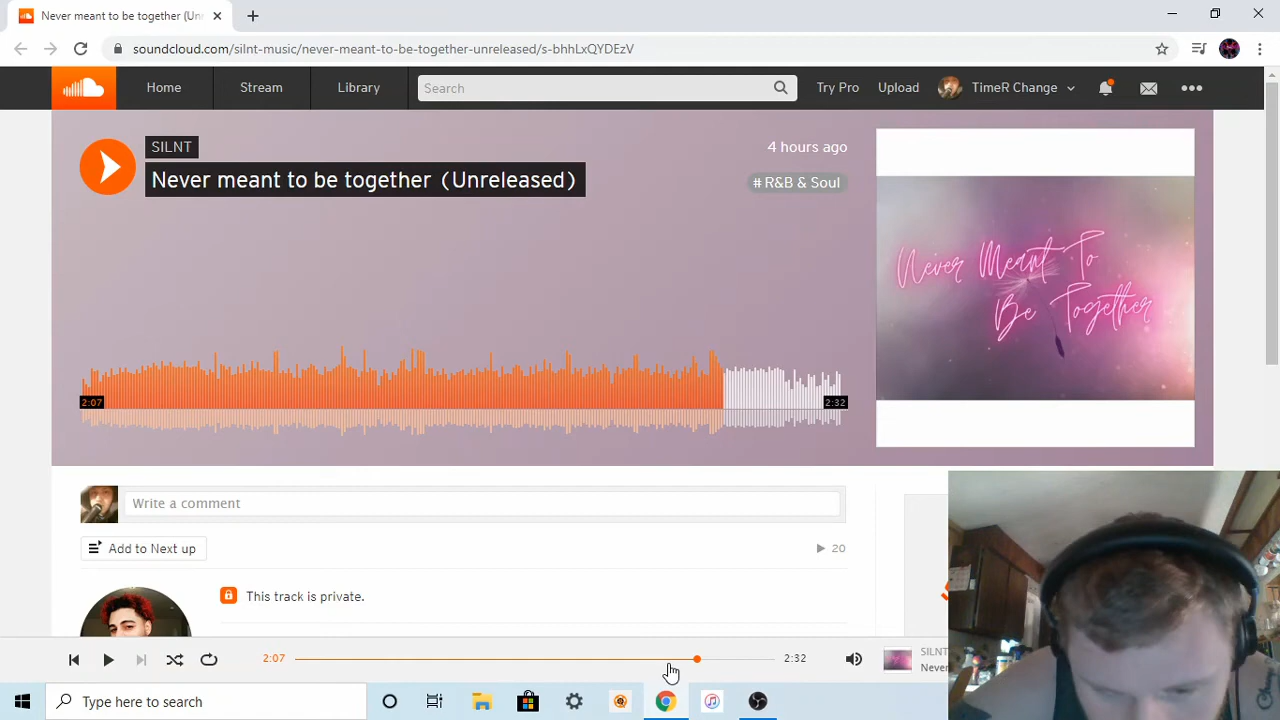 Never meant to be together (Un
soundcloud.com/silnt-music/never-meant-to-be-together-unreleased/s-bhhLxQYDEzV
Home
Stream
Library
Search
Try Pro
Upload
TimeR Change
SILNT
4 hours ago
Never meant to be together (Unreleased)
# R&B & Soul
Never Meant To
Be Together
2:07
2:32
Write a comment
Add to Next up
20
This track is private.
2:07
2:32
SILNT
Never
Type here to search